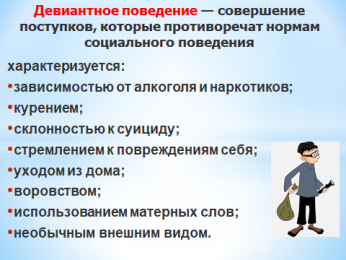 Девиантное поведение — совершение
поступков, которые противоречат нормам
социального поведения
характеризуется:
•зависимостью от алкоголя и наркотиков;
•курением;
•склонностью к суициду;
•стремлением к повреждениям себя;
•уходом из дома;
•воровством;
•использованием матерных слов;
•необычным внешним видом.